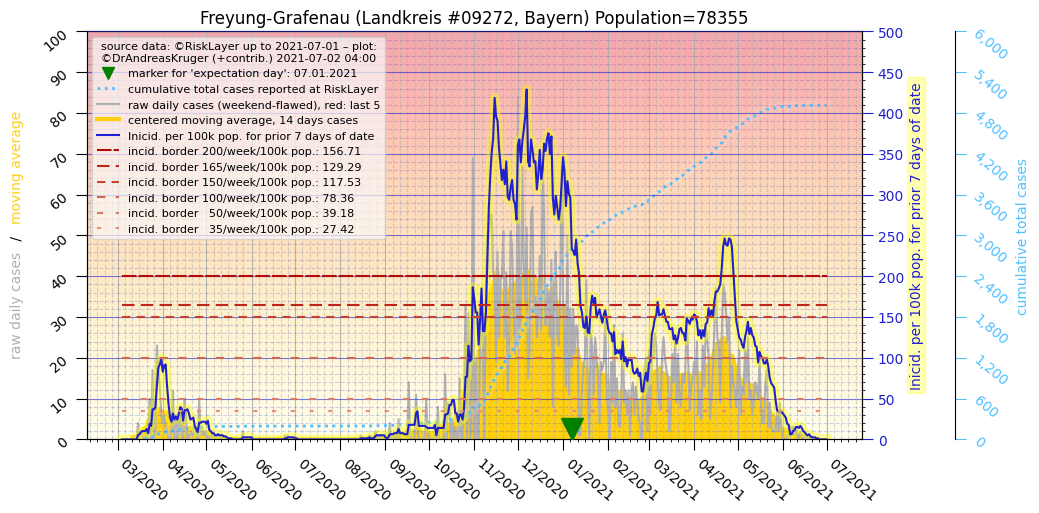 Freyung-Grafenau (Landkreis #09272, Bayern) Population=78355
source data: ©RiskLayer up to 2021-07-01 – plot:
©DrAndreasKruger (+contrib.) 2021-07-02 04:00
marker for 'expectation day': 07.01.2021
cumulative total cases reported at RiskLayer
raw daily cases (weekend-flawed), red: last 5
centered moving average, 14 days cases
Inicid. per 100k pop. for prior 7 days of date
incid. border 200/week/100k pop.: 156.71
incid. border 165/week/100k pop.: 129.29
incid. border 150/week/100k pop.: 117.53
incid. border 100/week/100k pop.: 78.36
incid. border   50/week/100k pop.: 39.18
incid. border   35/week/100k pop.: 27.42
raw daily cases / moving average
100
90
80
70
60
50
40
30
20
10
0
03/2020
04/2020
05/2020
06/2020
07/2020
08/2020
09/2020
10/2020
11/2020
12/2020
01/2021
02/2021
03/2021
04/2021
05/2021
06/2021
07/2021
500
450
400
350
300
250
200
150
100
50
0
Inicid. per 100k pop. for prior 7 days of date
6,000
5,400
4,800
4,200
3,600
3,000
2,400
1,800
1,200
600
0
cumulative total cases